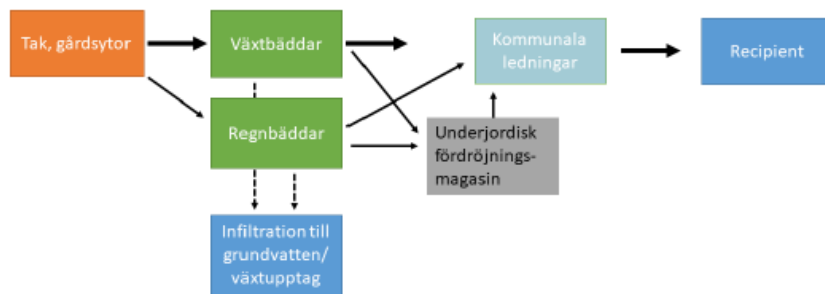 Tak, gårdsytor
Växtbäddar
Kommunala
ledningar
Recipient
Regnbäddar
Underjordisk
fördröjnings-
magasin
Infiltration till
grundvatten/
växtupptag